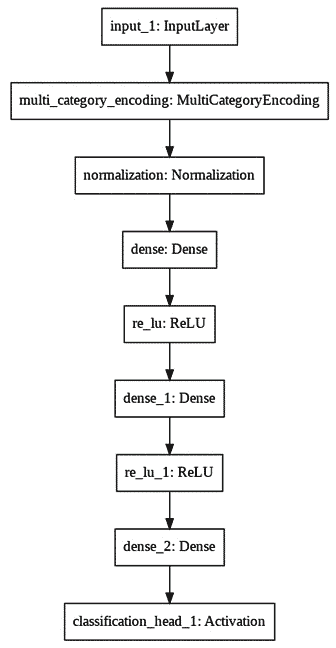 input_1: InputLayer
multi_category_encoding: MultiCategoryEncoding
normalization: Normalization
dense: Dense
re_lu: ReLU
dense_1: Dense
re_lu_1: ReLU
dense_2: Dense
classification_head_1: Activation